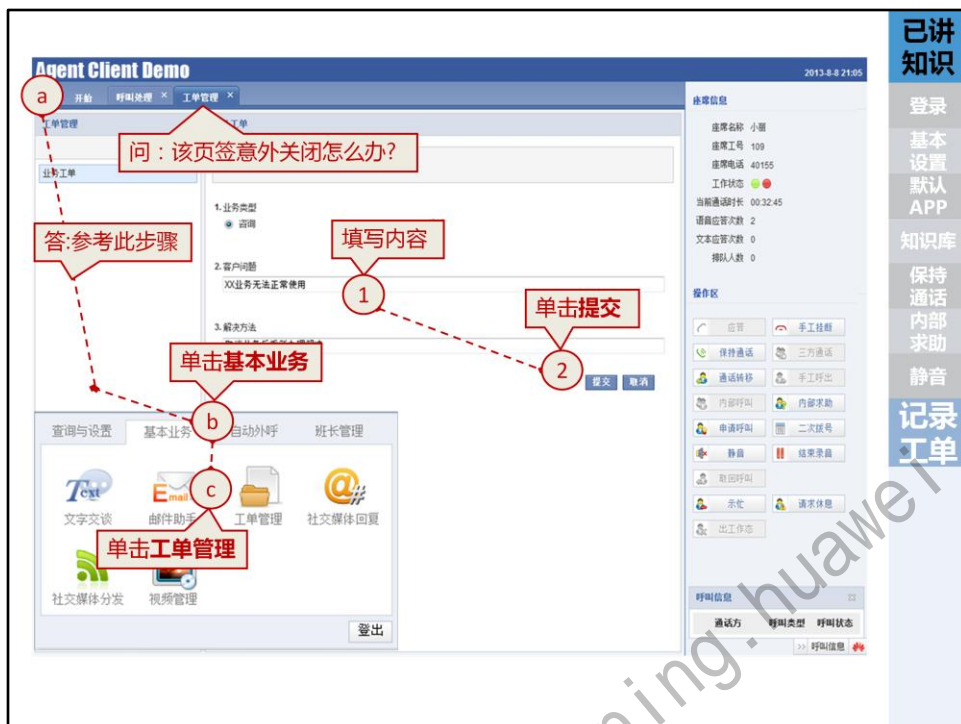 Agent Client Demo
2013-8-8 21:05
a
开始
呼叫处理 ×
工单管理 ×
工单管理
工单
问：该页签意外关闭怎么办?
业务工单
1.业务类型
咨询
答:参考此步骤
填写内容
2.客户问题
XX业务无法正常使用
1
单击提交
3.解决方法
2
提交
取消
单击基本业务
b
查询与设置
基本业务
自动外呼
班长管理
Text
Email
c
@#
文字交谈
邮件助手
工单管理
社交媒体回复
单击工单管理
社交媒体分发
视频管理
登出
座席信息
座席名称 小丽
座席工号 109
座席电话 40155
工作状态
当前通话时长 00:32:45
语音应答次数 2
文本应答次数 0
排队人数 0
操作区
应答
手工挂断
保持通话
三方通话
通话转移
手工呼出
内部呼叫
内部求助
申请呼叫
二次拨号
静音
结束录音
取回呼叫
示忙
请求休息
出工作态
呼叫信息
通话方 呼叫类型 呼叫状态
>> 呼叫信息
已讲
知识
登录
基本
设置
默认
APP
知识库
保持
通话
内部
求助
静音
记录
工单
ning.huawei